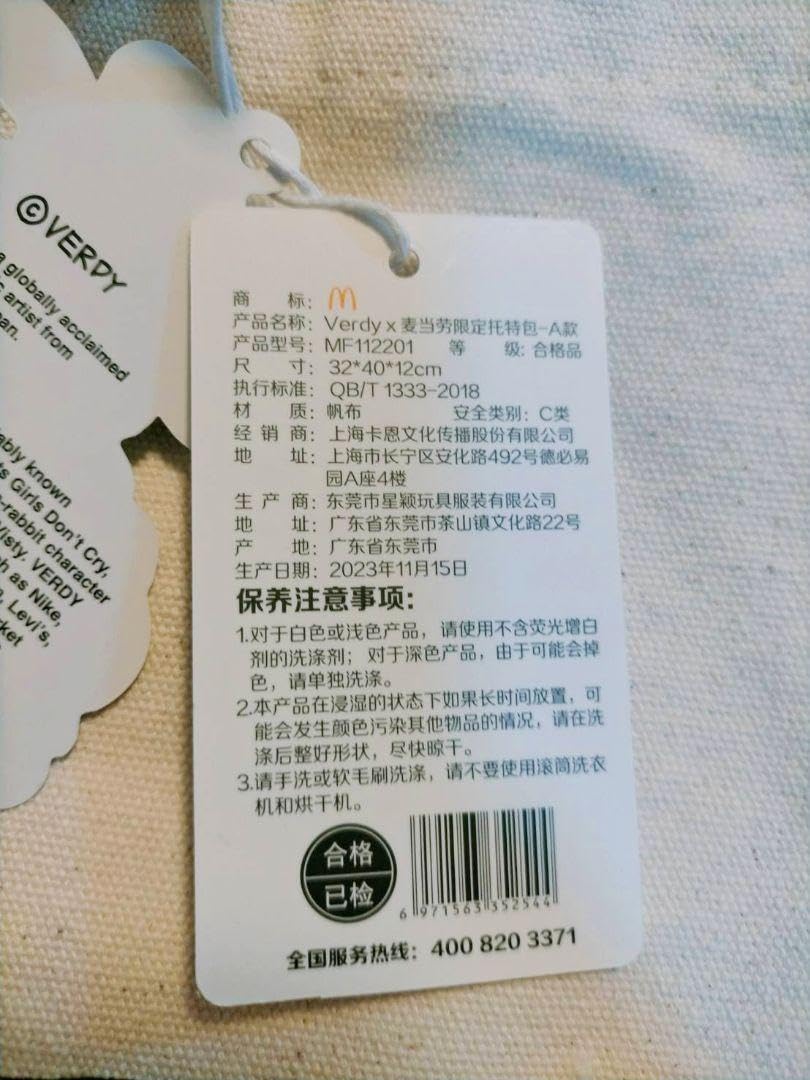 ©VERDY
a globally acclaimed
s artist from
pan.
ably known
ts Girls Don't Cry,
-rabbit character
Visty. VERDY
ch as Nike,
, Levi's,
ket
商 标：
产品名称：Verdy x 麦当劳限定托特包-A款
产品型号：MF112201 等 级: 合格品
尺 寸：32*40*12cm
执行标准：QB/T 1333-2018
材 质：帆布 安全类别：C类
经 销 商：上海卡恩文化传播股份有限公司
地 址：上海市长宁区安化路492号德必易
园A座4楼
生 产 商：东莞市星颖玩具服装有限公司
地 址：广东省东莞市茶山镇文化路22号
产 地：广东省东莞市
生产日期：2023年11月15日
保养注意事项：
1.对于白色或浅色产品，请使用不含荧光增白
剂的洗涤剂；对于深色产品，由于可能会掉
色，请单独洗涤。
2.本产品在浸湿的状态下如果长时间放置，可
能会发生颜色污染其他物品的情况，请在洗
涤后整好形状，尽快晾干。
3.请手洗或软毛刷洗涤，请不要使用滚筒洗衣
机和烘干机。
合格
已检
6 971563 352544
全国服务热线：400 820 3371